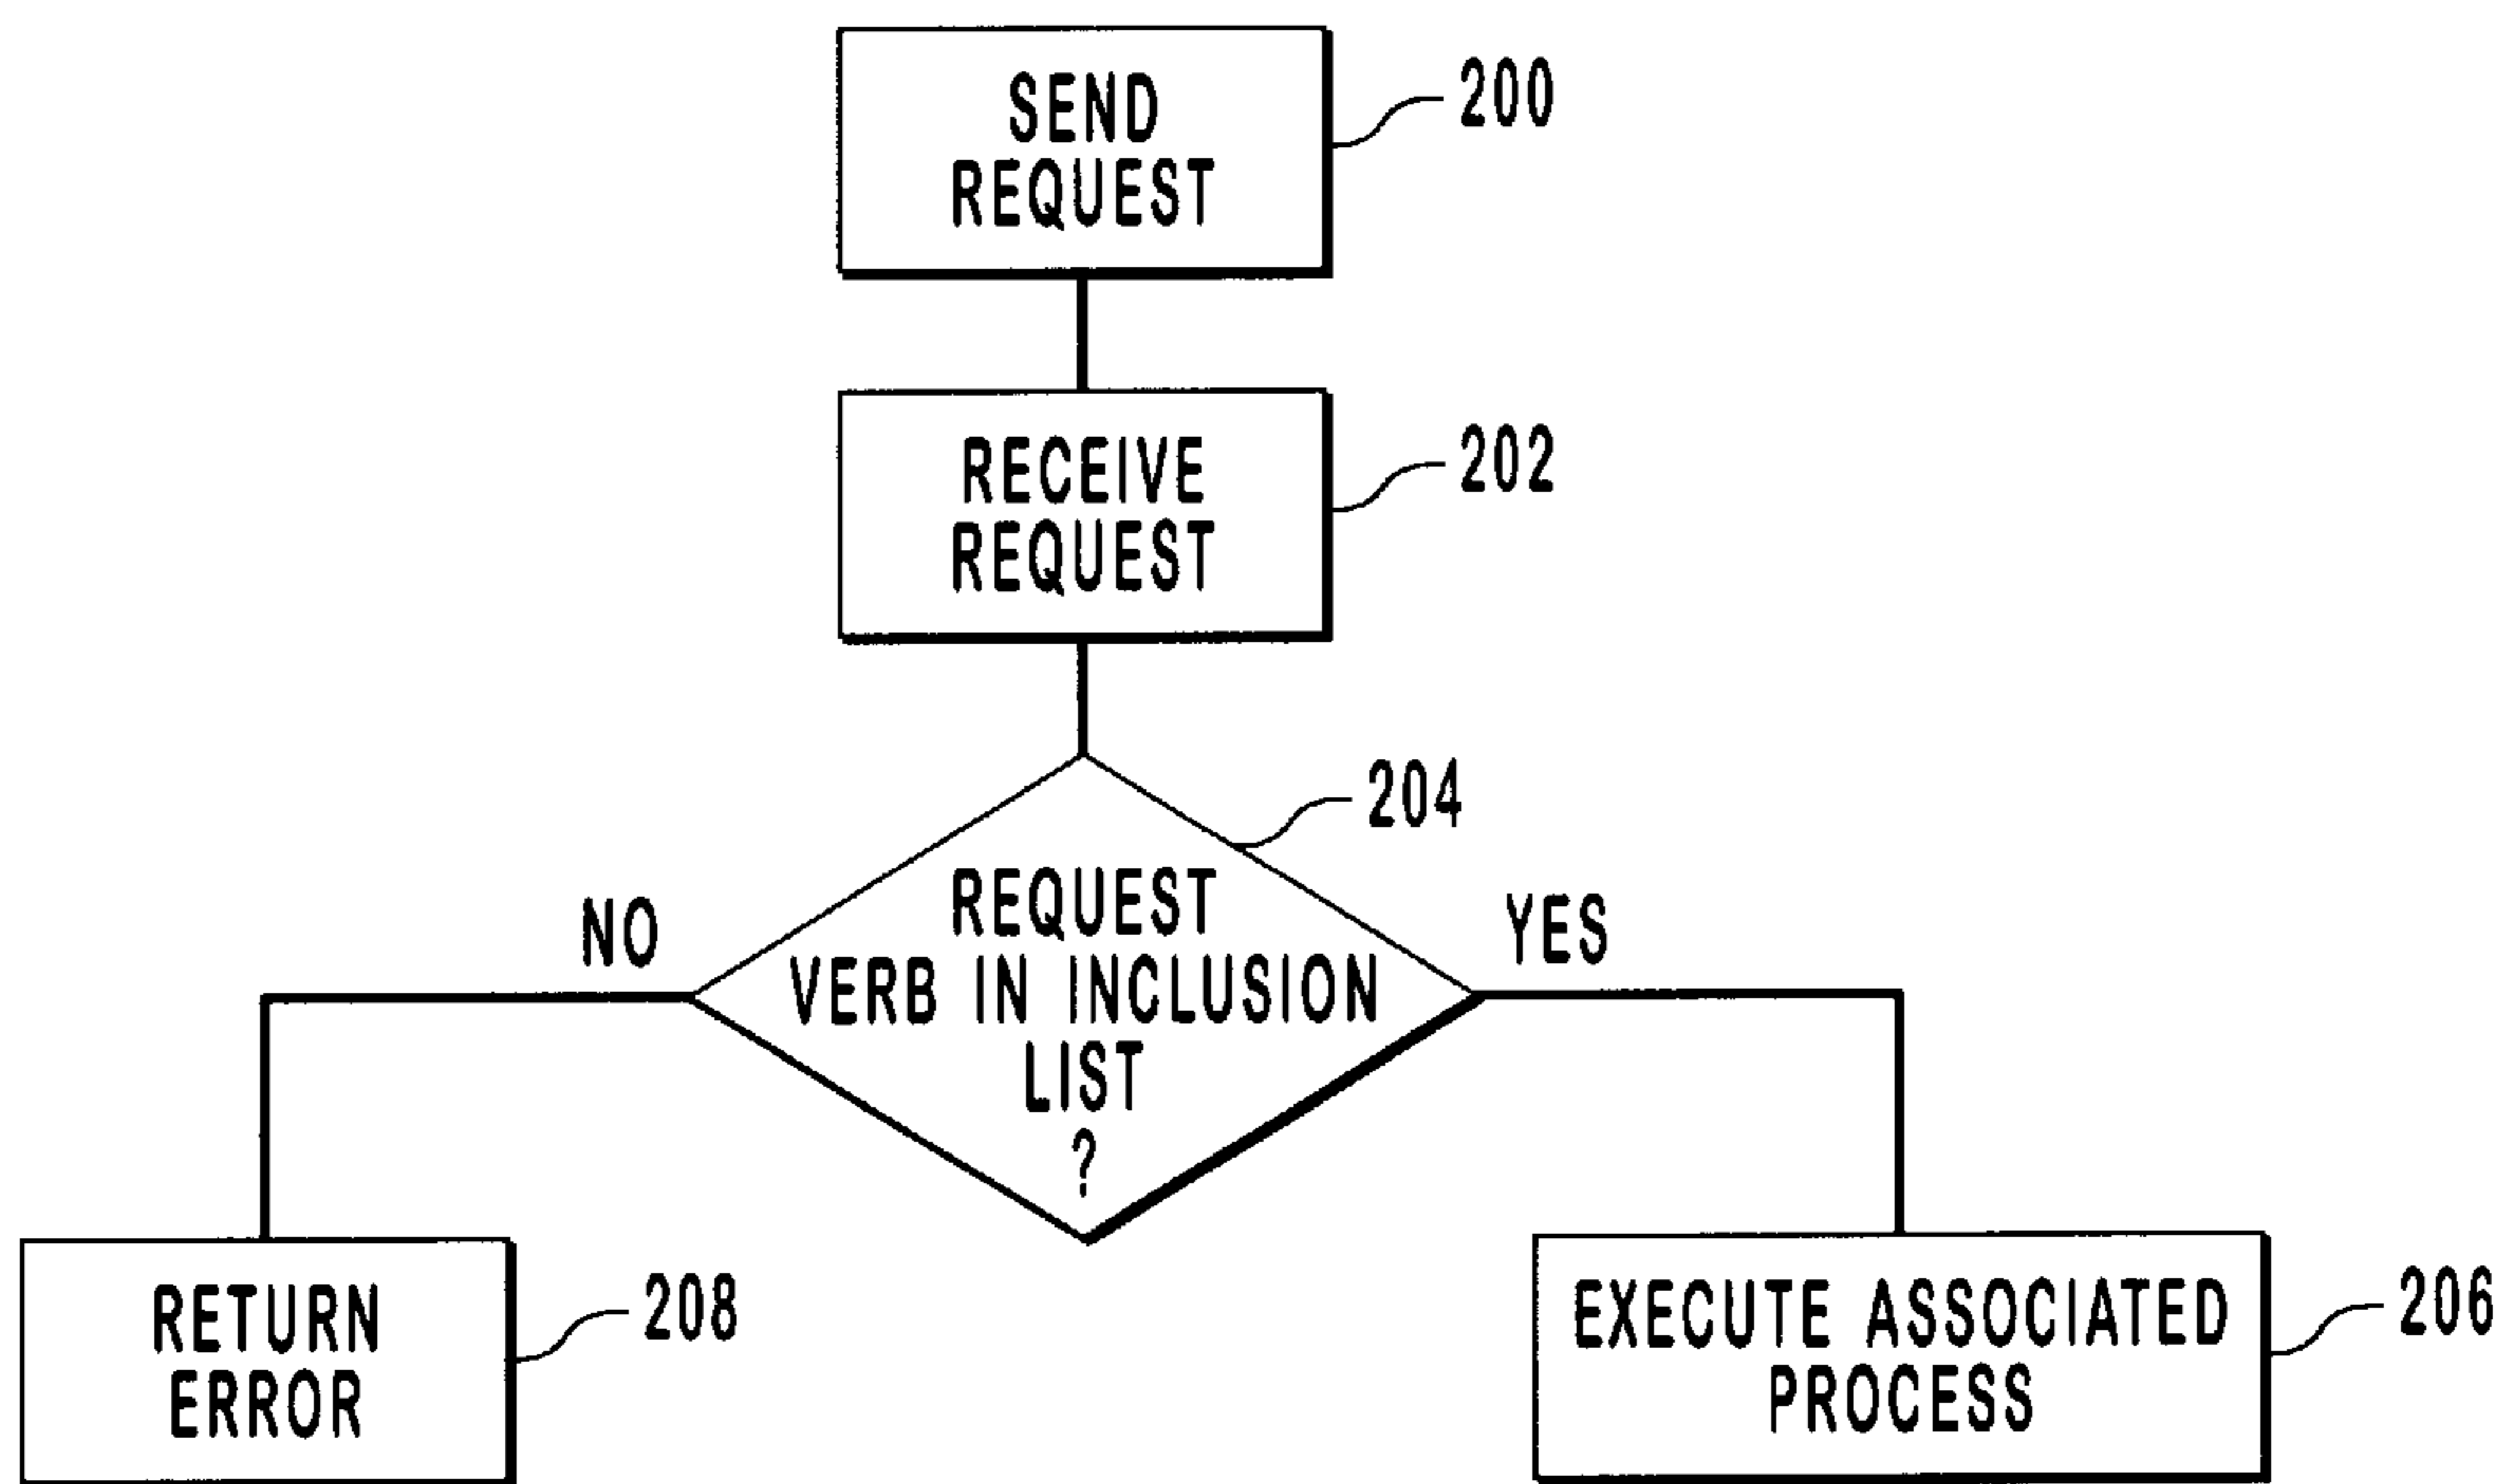 SEND
REQUEST
200
RECEIVE
REQUEST
202
204
REQUEST
VERB IN INCLUSION
LIST
?
NO
YES
RETURN
ERROR
208
EXECUTE ASSOCIATED
PROCESS
206